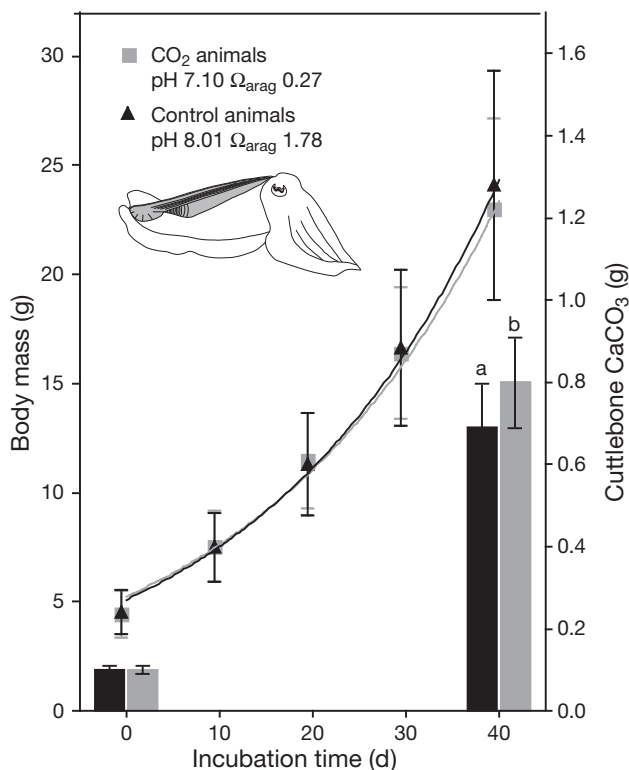 CO₂ animals
pH 7.10 Ωarag 0.27
Control animals
pH 8.01 Ωarag 1.78
Body mass (g)
30
25
20
15
10
5
0
Cuttlebone CaCO₃ (g)
1.6
1.4
1.2
1.0
0.8
0.6
0.4
0.2
0.0
a
b
0 10 20 30 40
Incubation time (d)